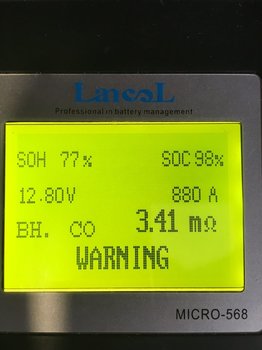 LancoL
Professional in battery management
SOH 77% SOC 98%
12.80V 880 A
BH. CO 3.41 mΩ
WARNING
MICRO-568